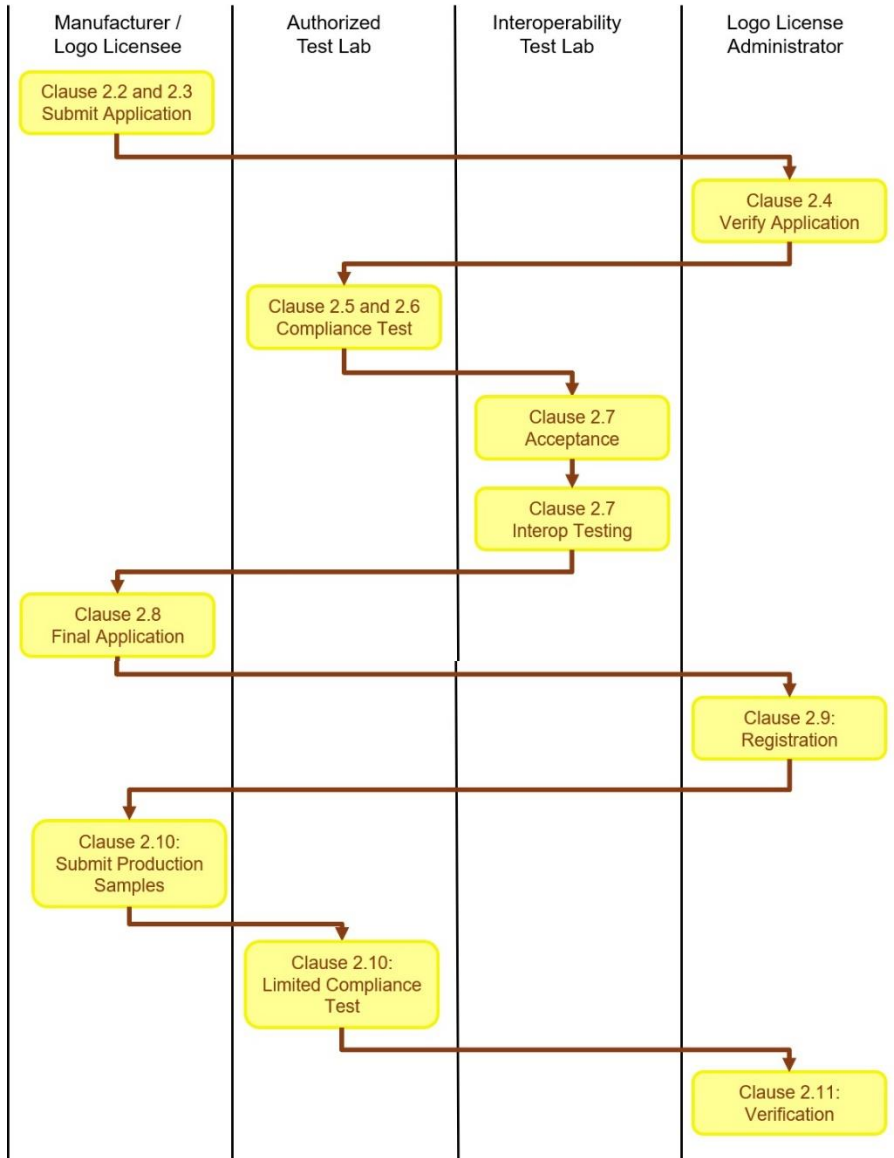 Manufacturer /
Logo Licensee
Authorized
Test Lab
Interoperability
Test Lab
Logo License
Administrator
Clause 2.2 and 2.3
Submit Application
Clause 2.4
Verify Application
Clause 2.5 and 2.6
Compliance Test
Clause 2.7
Acceptance
Clause 2.7
Interop Testing
Clause 2.8
Final Application
Clause 2.9:
Registration
Clause 2.10:
Submit Production
Samples
Clause 2.10:
Limited Compliance
Test
Clause 2.11:
Verification